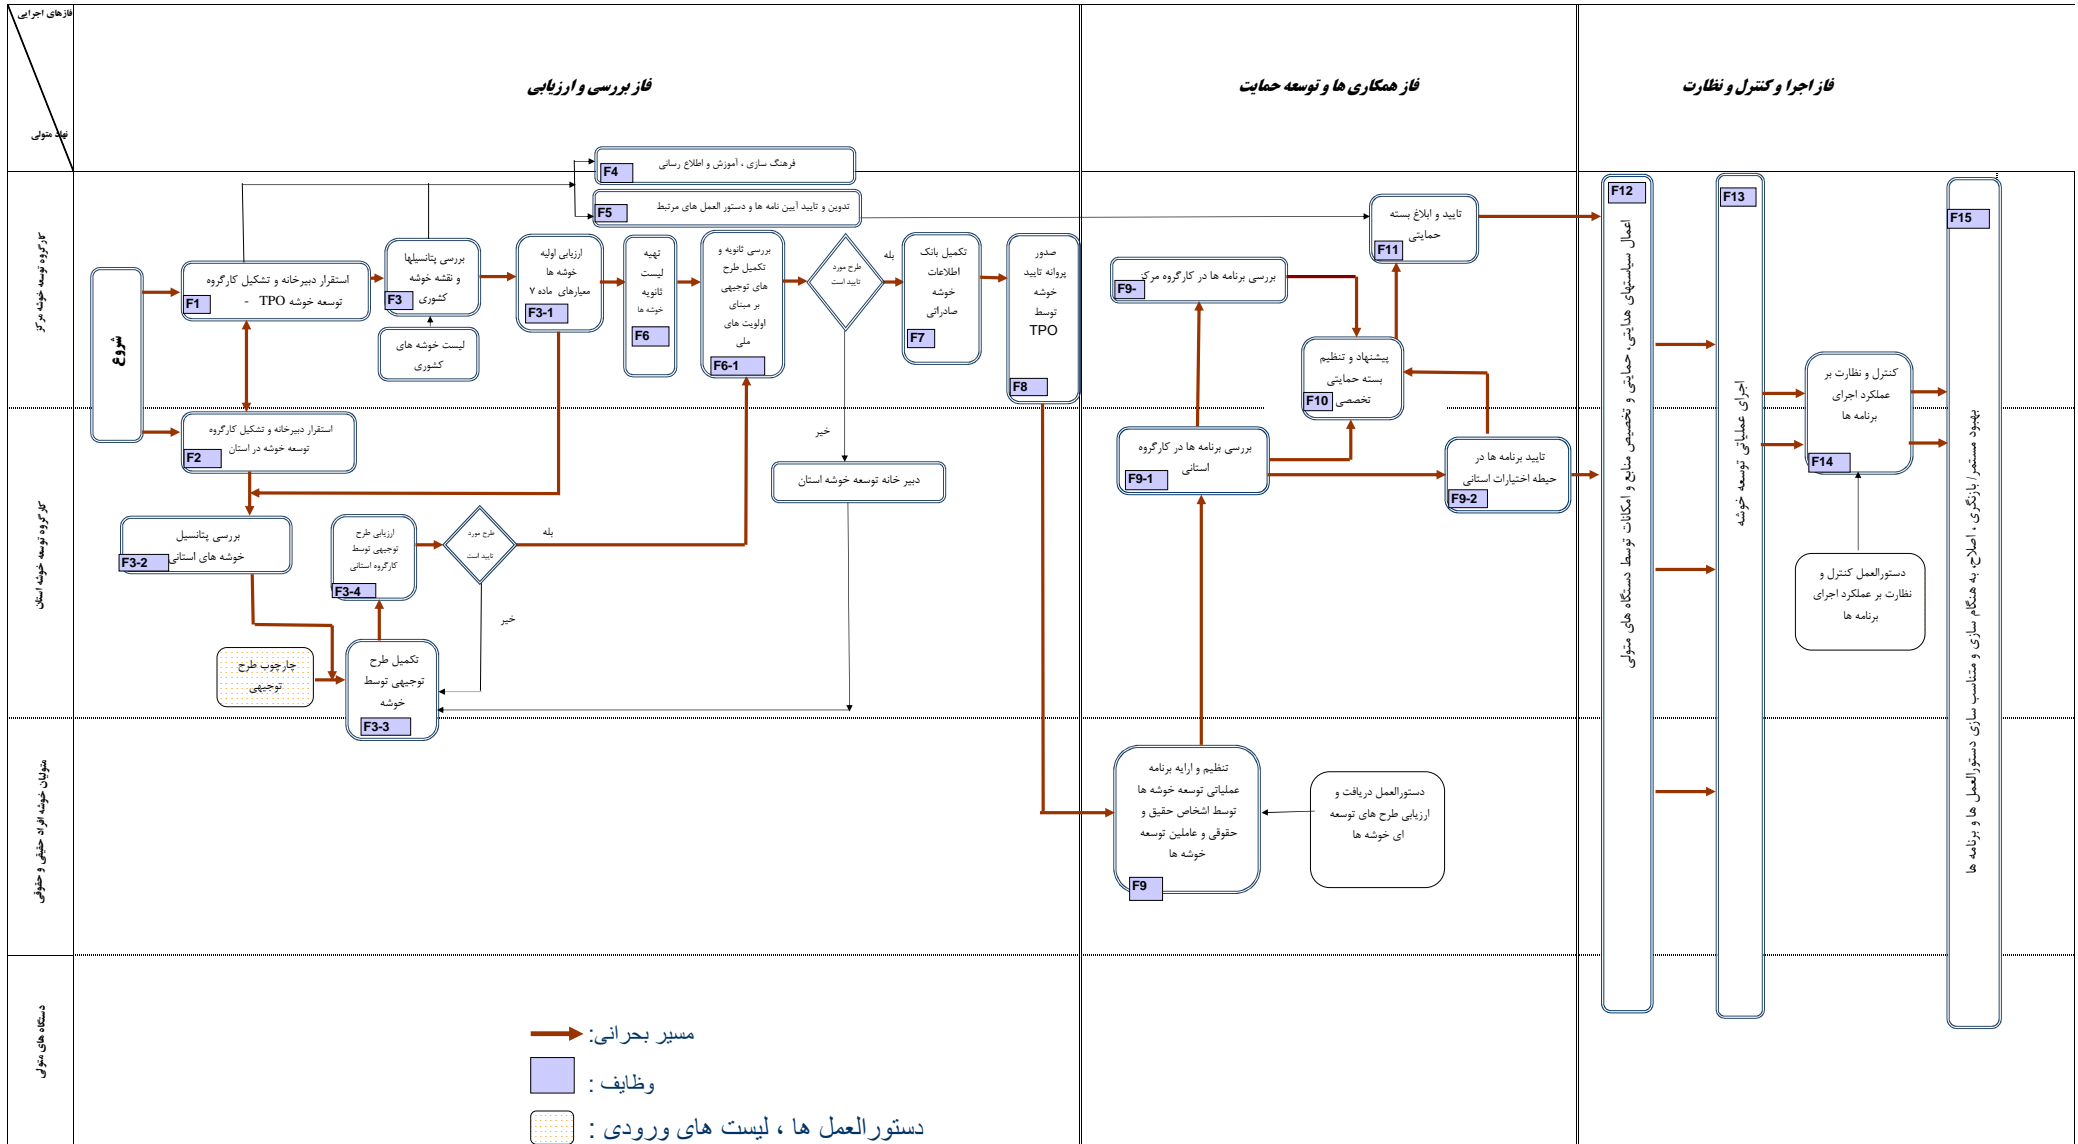 فازهای اجرایی
نهاد متولی
فاز بررسی و ارزیابی
فاز همکاری ها و توسعه حمایت
فاز اجرا و کنترل و نظارت
کارگروه توسعه خوشه مرکز
کارگروه توسعه خوشه استان
متولیان خوشه افراد حقیقی و حقوقی
دستگاه های متولی
شروع
استقرار دبیرخانه و تشکیل کارگروه
توسعه خوشه TPO -
F1
استقرار دبیرخانه و تشکیل کارگروه
توسعه خوشه در استان
F2
بررسی پتانسیلها
و نقشه خوشه
کشوری
F3
لیست خوشه های
کشوری
فرهنگ سازی ، آموزش و اطلاع رسانی
F4
تدوین و تایید آیین نامه ها و دستور العمل های مرتبط
F5
ارزیابی اولیه
خوشه ها
معیارهای ماده ۷
F3-1
تهیه
لیست
ثانویه
خوشه ها
F6
بررسی ثانویه و
تکمیل طرح
های توجیهی
بر مبنای
اولویت های
ملی
F6-1
طرح مورد
تایید است
بله
خیر
تکمیل بانک
اطلاعات
خوشه
صادراتی
F7
صدور
پروانه تایید
خوشه
توسط
TPO
F8
دبیر خانه توسعه خوشه استان
بررسی پتانسیل
خوشه های استانی
F3-2
چارچوب طرح
توجیهی
تکمیل طرح
توجیهی توسط
خوشه
F3-3
ارزیابی طرح
توجیهی توسط
کارگروه استانی
F3-4
طرح مورد
تایید است
بله
خیر
تنظیم و ارایه برنامه
عملیاتی توسعه خوشه ها
توسط اشخاص حقیق و
حقوقی و عاملین توسعه
خوشه ها
F9
دستورالعمل دریافت و
ارزیابی طرح های توسعه
ای خوشه ها
بررسی برنامه ها در کارگروه
استانی
F9-1
بررسی برنامه ها در کارگروه مرکز
F9-
تایید برنامه ها در
حیطه اختیارات استانی
F9-2
پیشنهاد و تنظیم
بسته حمایتی
تخصصی
F10
تایید و ابلاغ بسته
حمایتی
F11
F12
اعمال سیاستهای هدایتی، حمایتی و تخصیص منابع و امکانات توسط دستگاه های متولی
F13
اجرای عملیاتی توسعه خوشه
کنترل و نظارت بر
عملکرد اجرای
برنامه ها
F14
دستورالعمل کنترل و
نظارت بر عملکرد اجرای
برنامه ها
F15
بهبود مستمر/ بازنگری ، اصلاح، به هنگام سازی و متناسب سازی دستورالعمل ها و برنامه ها
مسیر بحرانی:
وظایف :
دستورالعمل ها ، لیست های ورودی :